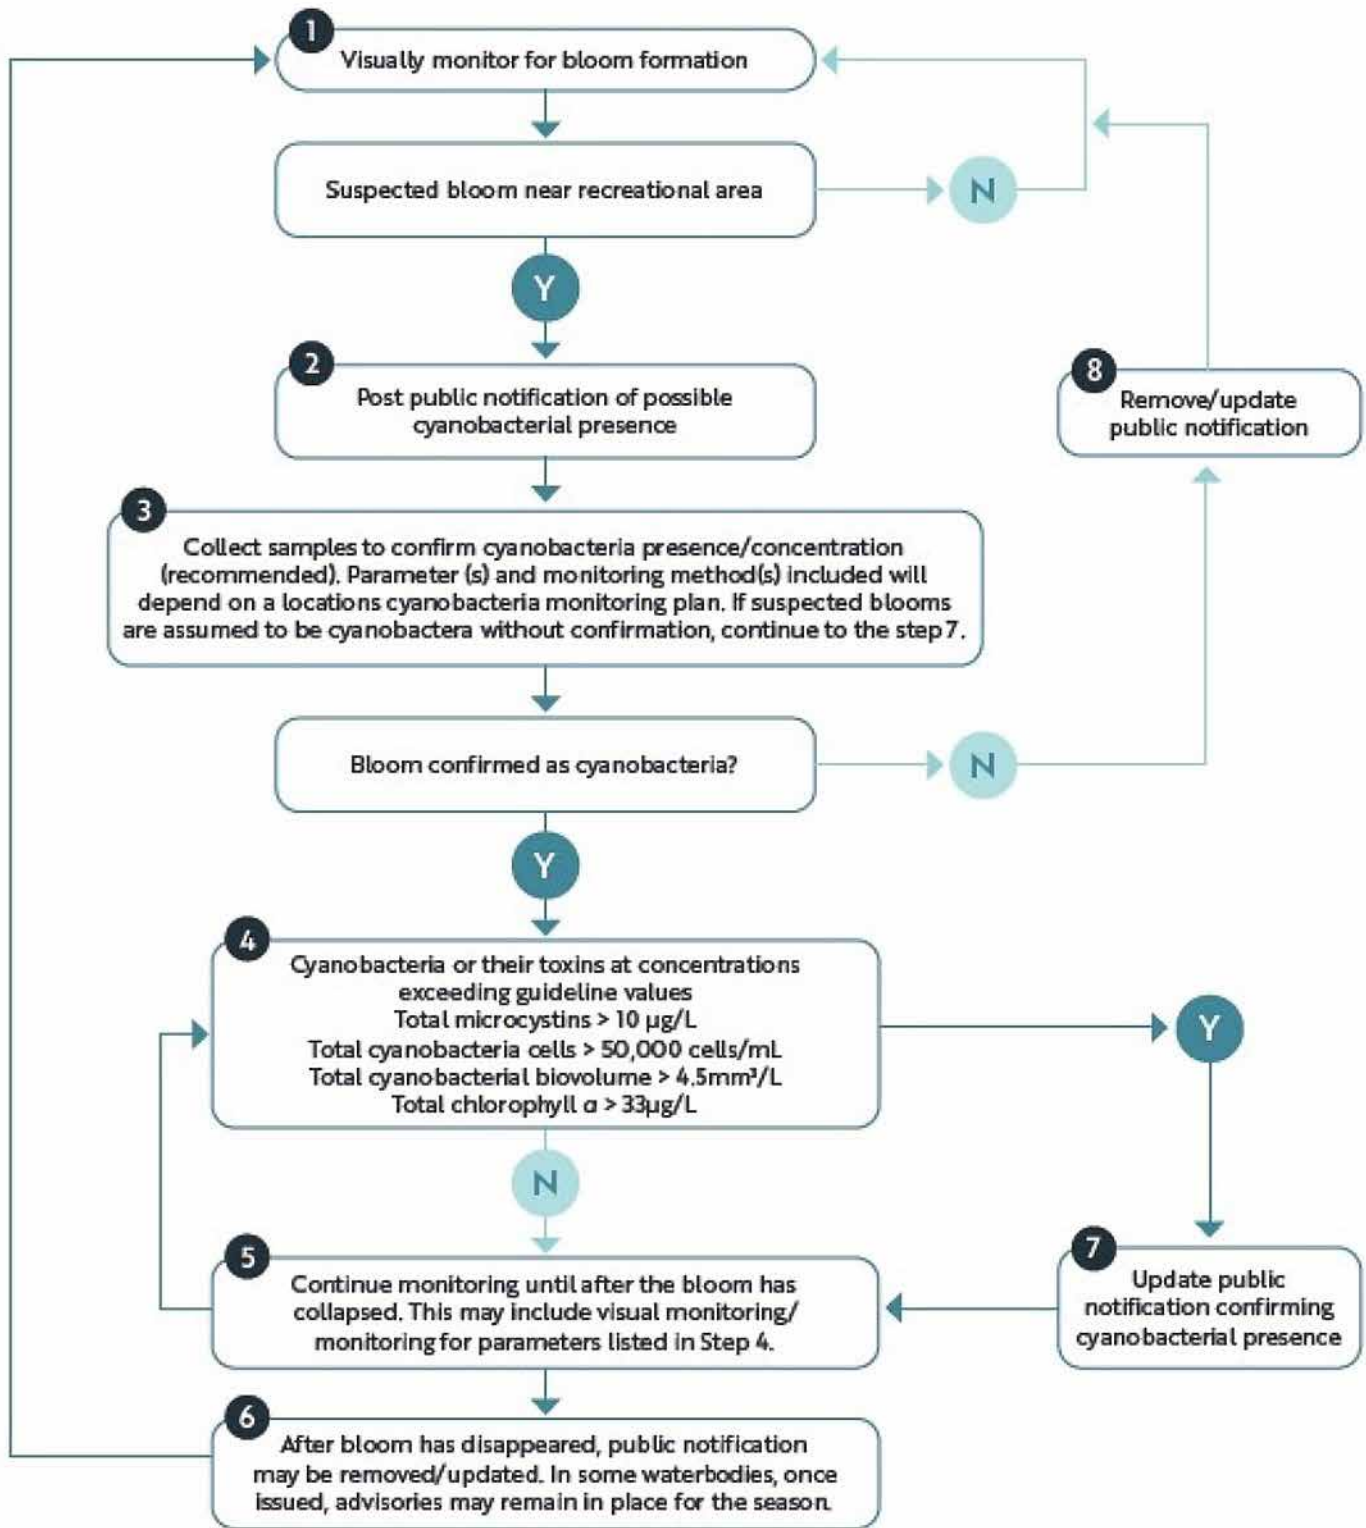 1
Visually monitor for bloom formation
Suspected bloom near recreational area
N
Y
2
Post public notification of possible
cyanobacterial presence
8
Remove/update
public notification
3
Collect samples to confirm cyanobacteria presence/concentration
(recommended). Parameter (s) and monitoring method(s) included will
depend on a locations cyanobacteria monitoring plan. If suspected blooms
are assumed to be cyanobactera without confirmation, continue to the step 7.
Bloom confirmed as cyanobacteria?
N
Y
4
Cyanobacteria or their toxins at concentrations
exceeding guideline values
Total microcystins > 10 µg/L
Total cyanobacteria cells > 50,000 cells/mL
Total cyanobacterial biovolume > 4.5mm³/L
Total chlorophyll a > 33µg/L
Y
N
5
Continue monitoring until after the bloom has
collapsed. This may include visual monitoring/
monitoring for parameters listed in Step 4.
7
Update public
notification confirming
cyanobacterial presence
6
After bloom has disappeared, public notification
may be removed/updated. In some waterbodies, once
issued, advisories may remain in place for the season.